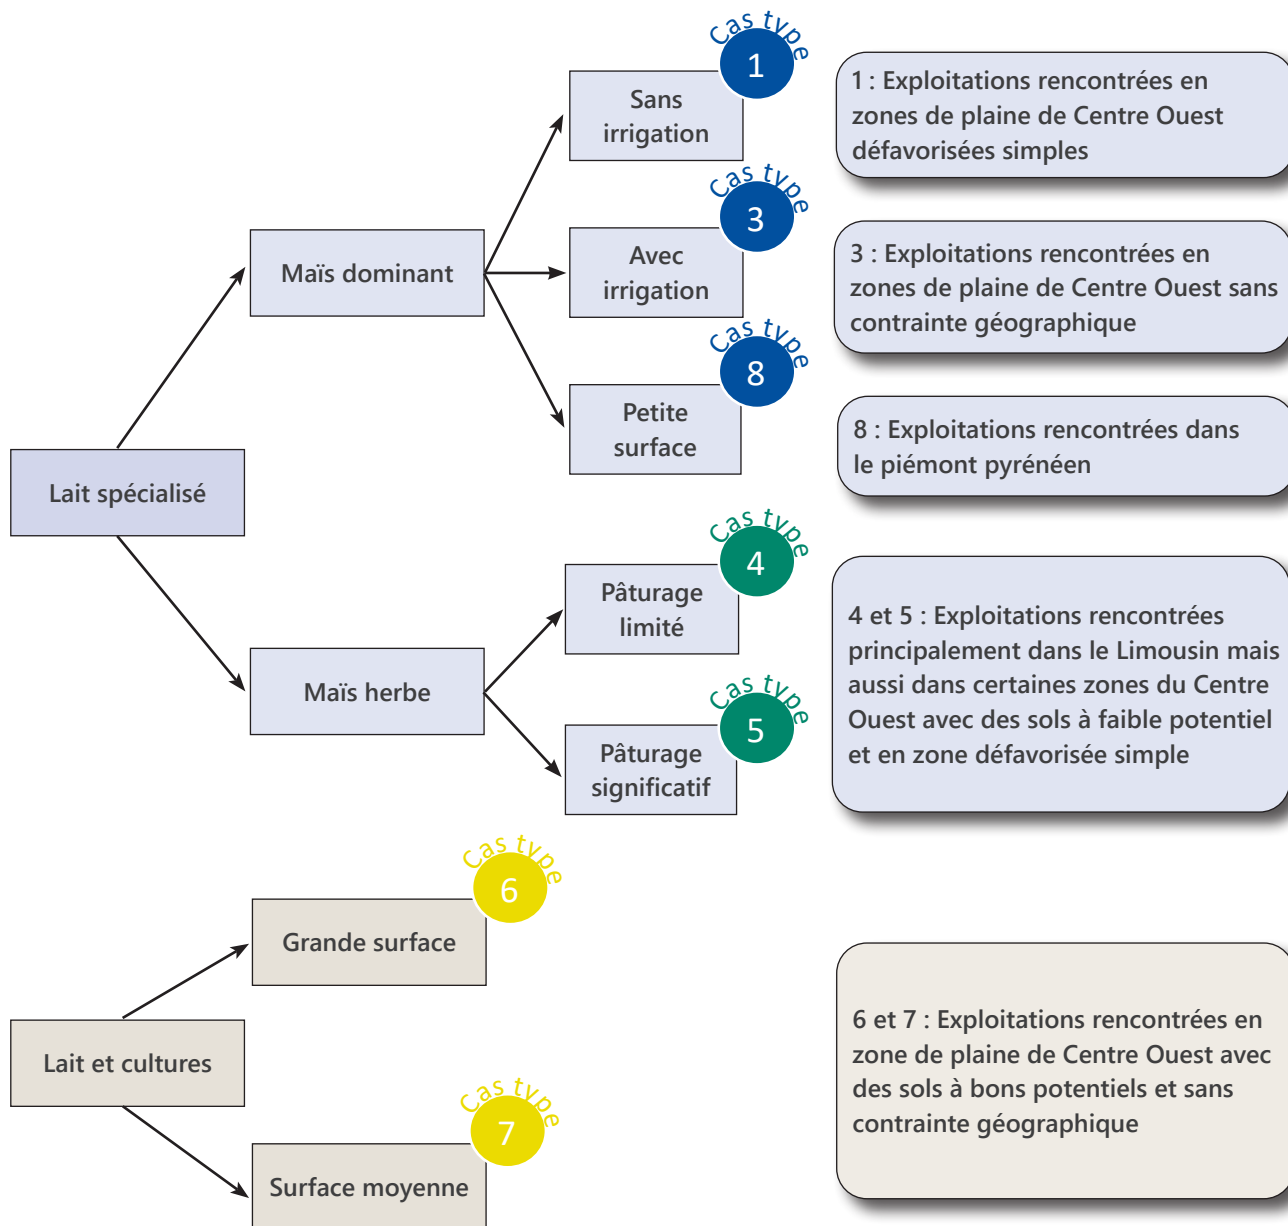 Cas type
1
Sans
irrigation
1 : Exploitations rencontrées en
zones de plaine de Centre Ouest
défavorisées simples
Cas type
3
Maïs dominant
Avec
irrigation
3 : Exploitations rencontrées en
zones de plaine de Centre Ouest sans
contrainte géographique
Cas type
8
Petite
surface
8 : Exploitations rencontrées dans
le piémont pyrénéen
Lait spécialisé
Cas type
4
Pâturage
limité
4 et 5 : Exploitations rencontrées
principalement dans le Limousin mais
aussi dans certaines zones du Centre
Ouest avec des sols à faible potentiel
et en zone défavorisée simple
Maïs herbe
Cas type
5
Pâturage
significatif
Cas type
6
Grande surface
6 et 7 : Exploitations rencontrées en
zone de plaine de Centre Ouest avec
des sols à bons potentiels et sans
contrainte géographique
Lait et cultures
Cas type
7
Surface moyenne